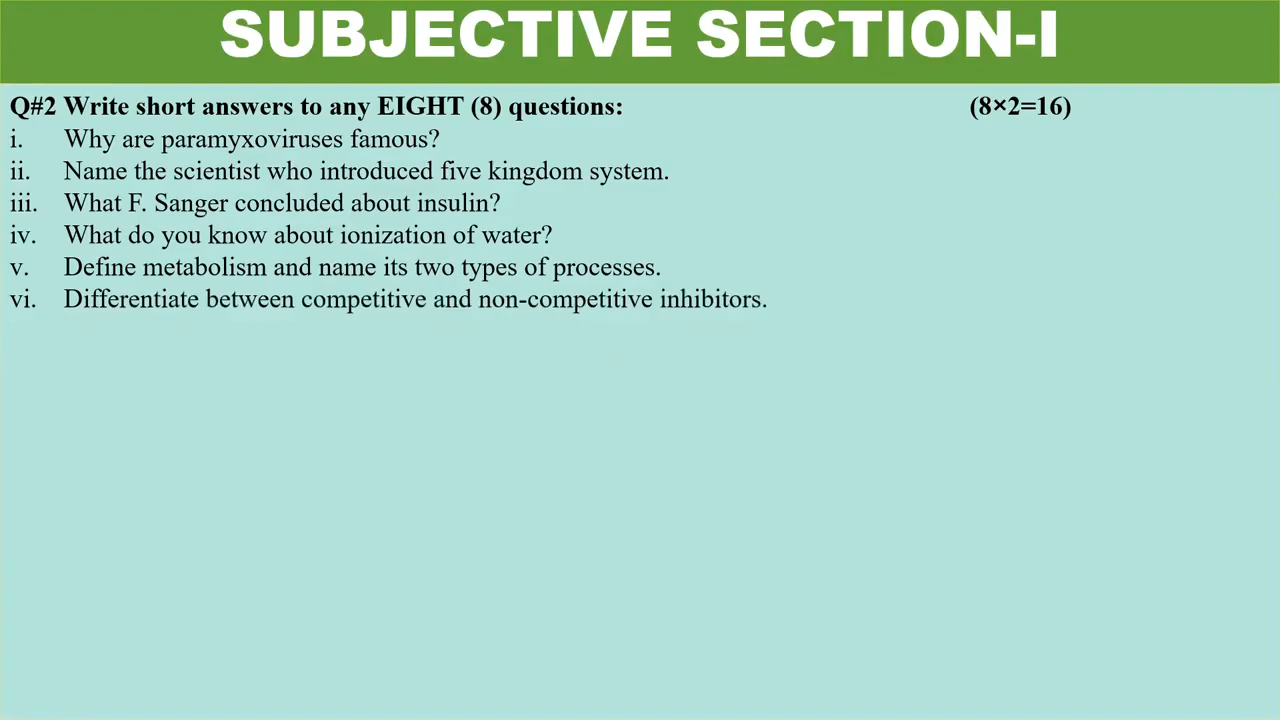 SUBJECTIVE SECTION-I
Q#2 Write short answers to any EIGHT (8) questions: (8×2=16)
i. Why are paramyxoviruses famous?
ii. Name the scientist who introduced five kingdom system.
iii. What F. Sanger concluded about insulin?
iv. What do you know about ionization of water?
v. Define metabolism and name its two types of processes.
vi. Differentiate between competitive and non-competitive inhibitors.